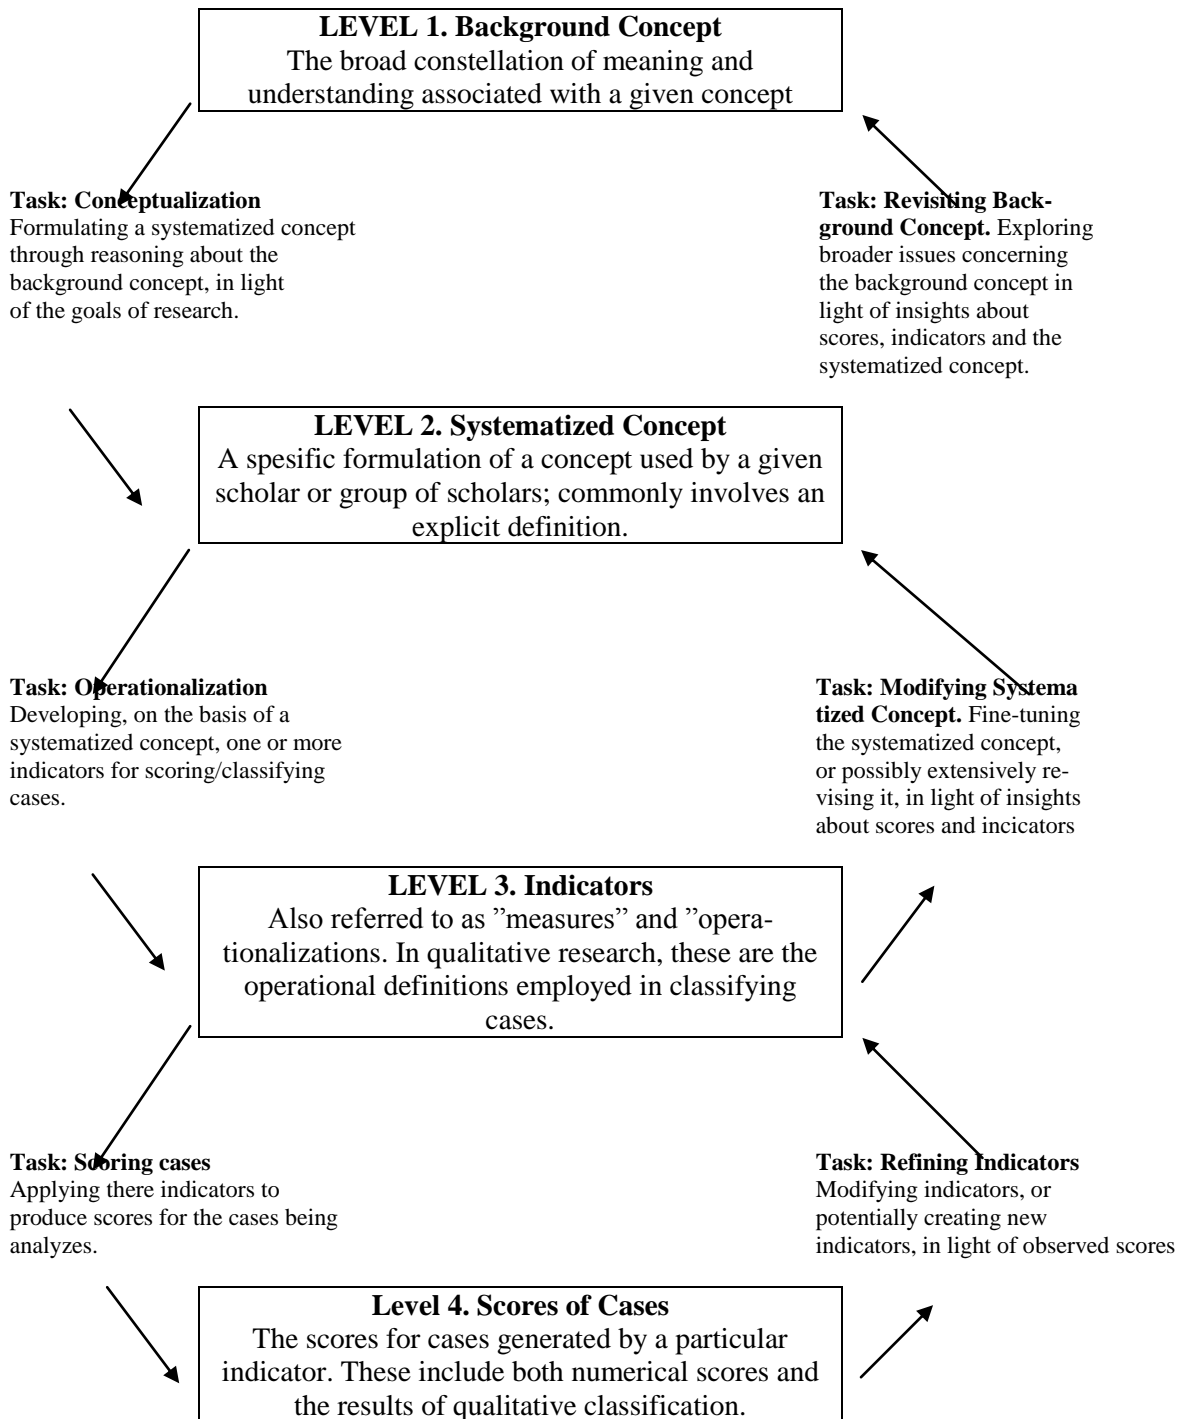 LEVEL 1. Background Concept
The broad constellation of meaning and
understanding associated with a given concept
Task: Conceptualization
Formulating a systematized concept
through reasoning about the
background concept, in light
of the goals of research.
Task: Revisiting Back-
ground Concept. Exploring
broader issues concerning
the background concept in
light of insights about
scores, indicators and the
systematized concept.
LEVEL 2. Systematized Concept
A spesific formulation of a concept used by a given
scholar or group of scholars; commonly involves an
explicit definition.
Task: Operationalization
Developing, on the basis of a
systematized concept, one or more
indicators for scoring/classifying
cases.
Task: Modifying Systema
tized Concept. Fine-tuning
the systematized concept,
or possibly extensively re-
vising it, in light of insights
about scores and incicators
LEVEL 3. Indicators
Also referred to as ”measures” and ”opera-
tionalizations. In qualitative research, these are the
operational definitions employed in classifying
cases.
Task: Scoring cases
Applying there indicators to
produce scores for the cases being
analyzes.
Task: Refining Indicators
Modifying indicators, or
potentially creating new
indicators, in light of observed scores
Level 4. Scores of Cases
The scores for cases generated by a particular
indicator. These include both numerical scores and
the results of qualitative classification.